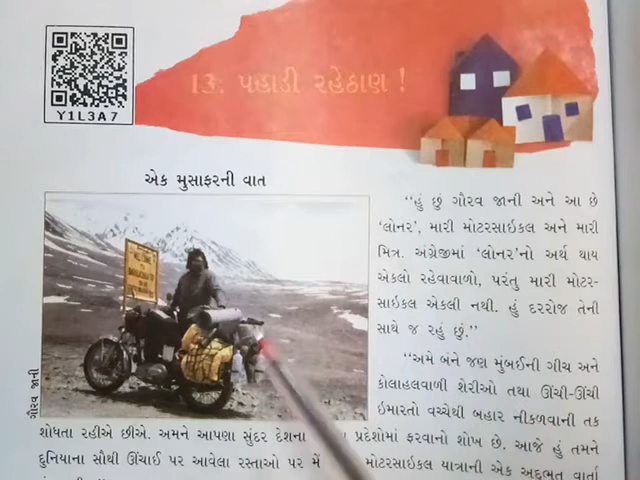 Y1L3A7
13. પહાડી રહેઠાણ !
એક મુસાફરની વાત
WELCOME
TO
ગૌરવ જાની
“હું છું ગૌરવ જાની અને આ છે
‘લોનર’, મારી મોટરસાઇકલ અને મારી
મિત્ર. અંગ્રેજીમાં ‘લોનર’નો અર્થ થાય
એકલો રહેવાવાળો, પરંતુ મારી મોટર-
સાઇકલ એકલી નથી. હું દરરોજ તેની
સાથે જ રહું છું.”
“અમે બંને જણ મુંબઈની ગીચ અને
કોલાહલવાળી શેરીઓ તથા ઊંચી-ઊંચી
ઇમારતો વચ્ચેથી બહાર નીકળવાની તક
શોધતા રહીએ છીએ. અમને આપણા સુંદર દેશના પ્રદેશોમાં ફરવાનો શોખ છે. આજે હું તમને
દુનિયાના સૌથી ઊંચાઈ પર આવેલા રસ્તાઓ પર મેં મોટરસાઇકલ યાત્રાની એક અદ્ભુત વાર્તા